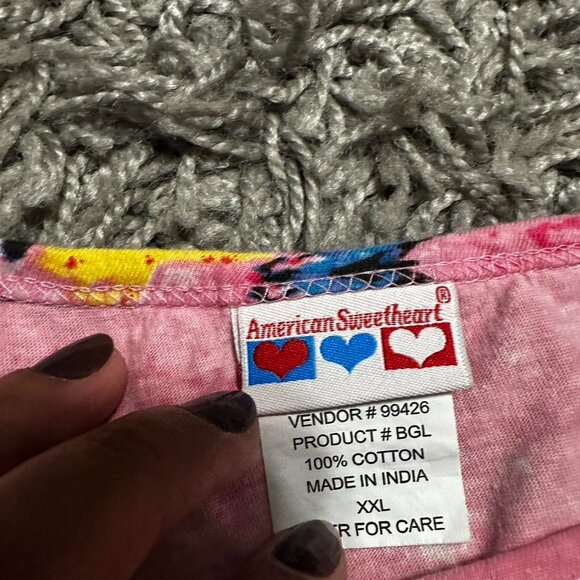 American Sweetheart®
VENDOR # 99426
PRODUCT # BGL
100% COTTON
MADE IN INDIA
XXL
FOR CARE